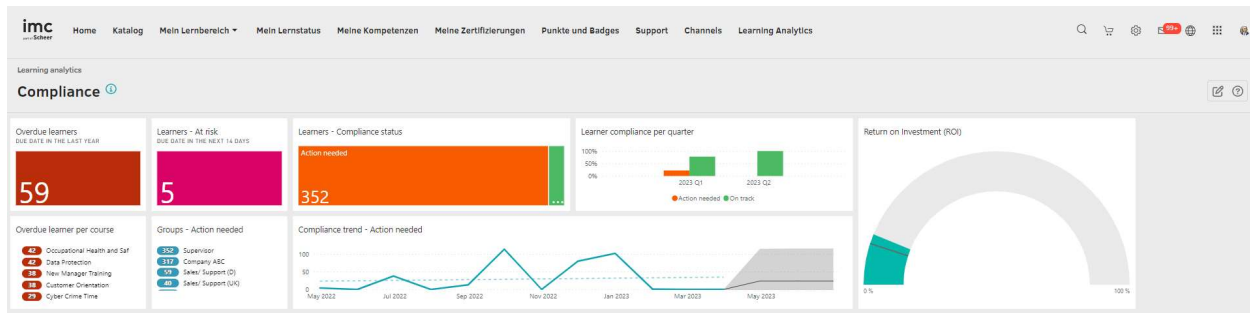 imc
part of Scheer
Home Katalog Mein Lernbereich Mein Lernstatus Meine Kompetenzen Meine Zertifizierungen Punkte und Badges Support Channels Learning Analytics
99+
Learning analytics
Compliance
Overdue learners
DUE DATE IN THE LAST YEAR
59
Learners - At risk
DUE DATE IN THE NEXT 14 DAYS
5
Learners - Compliance status
Action needed
352
...
Learner compliance per quarter
100%
50%
0%
2023 Q1 2023 Q2
Action needed On track
Return on Investment (ROI)
0 % 100 %
Overdue learner per course
42 Occupational Health and Saf
42 Data Protection
38 New Manager Training
38 Customer Orientation
29 Cyber Crime Time
Groups - Action needed
352 Supervisor
317 Company ABC
59 Sales/ Support (D)
40 Sales/ Support (UK)
Compliance trend - Action needed
100
50
0
May 2022 Jul 2022 Sep 2022 Nov 2022 Jan 2023 Mar 2023 May 2023